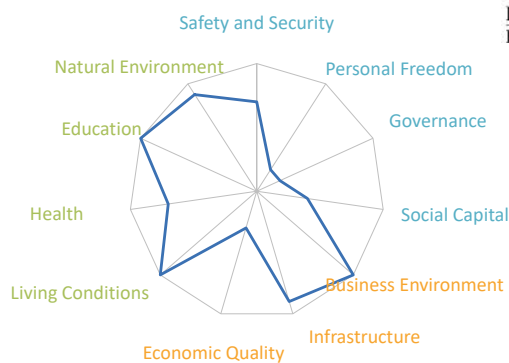 Safety and Security
Natural Environment
Personal Freedom
Education
Governance
Health
Social Capital
Living Conditions
Business Environment
Infrastructure
Economic Quality